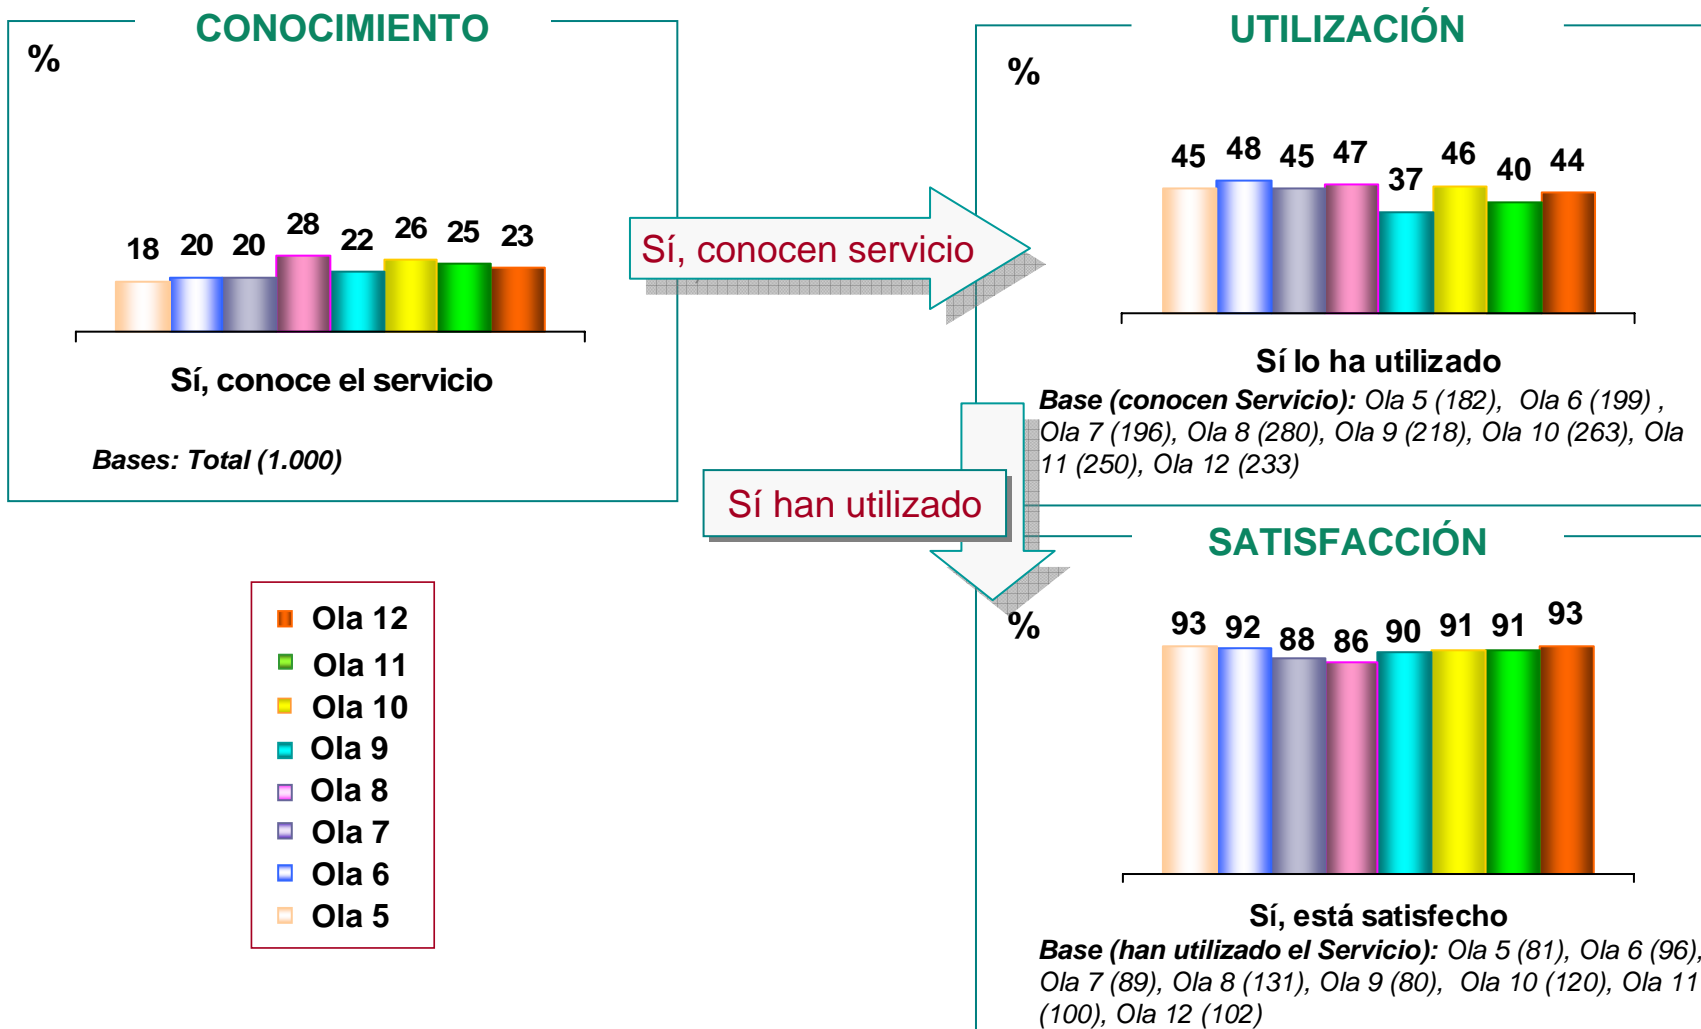 CONOCIMIENTO
%
18 20 20 28 22 26 25 23
Sí, conoce el servicio
Bases: Total (1.000)
Sí, conocen servicio
UTILIZACIÓN
%
45 48 45 47 37 46 40 44
Sí lo ha utilizado
Base (conocen Servicio): Ola 5 (182), Ola 6 (199) ,
Ola 7 (196), Ola 8 (280), Ola 9 (218), Ola 10 (263), Ola
11 (250), Ola 12 (233)
Sí han utilizado
SATISFACCIÓN
%
93 92 88 86 90 91 91 93
Sí, está satisfecho
Base (han utilizado el Servicio): Ola 5 (81), Ola 6 (96),
Ola 7 (89), Ola 8 (131), Ola 9 (80), Ola 10 (120), Ola 11
(100), Ola 12 (102)
Ola 12
Ola 11
Ola 10
Ola 9
Ola 8
Ola 7
Ola 6
Ola 5